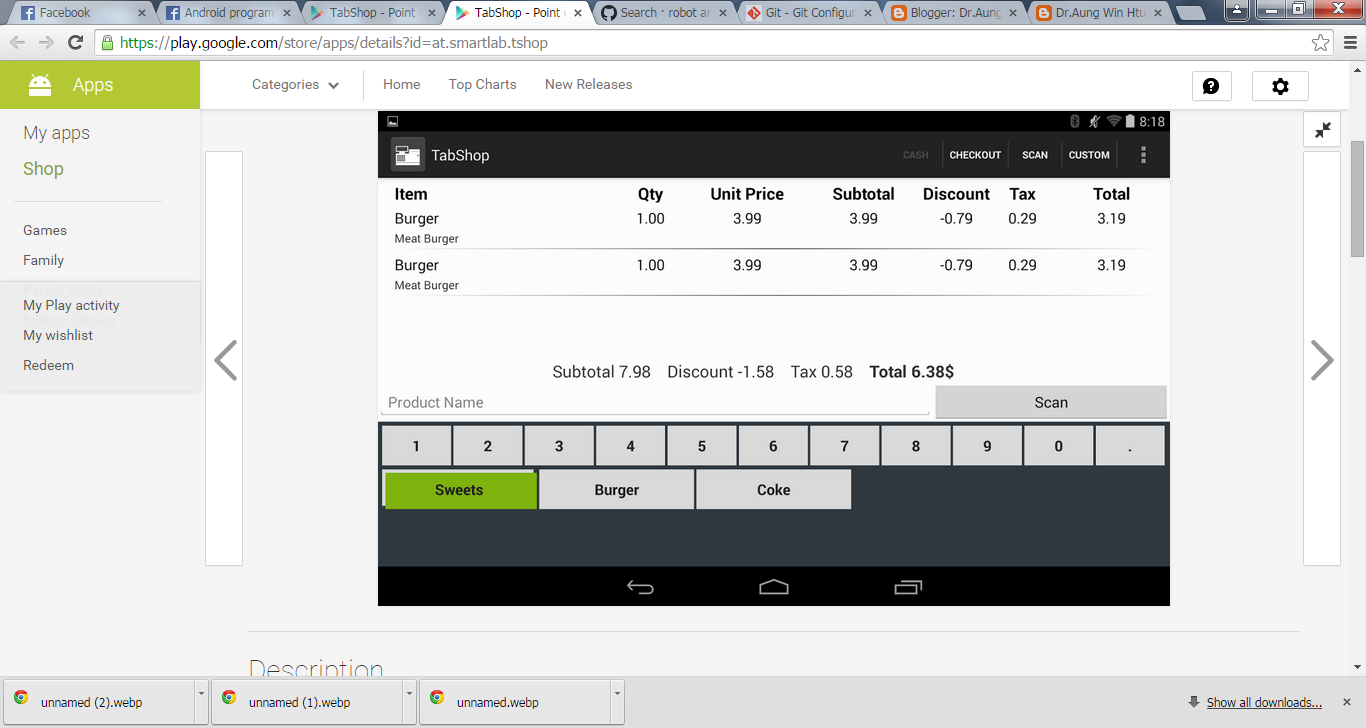 Facebook
Android program
TabShop - Point
TabShop - Point
Search · robot ar
Git - Git Configur
Blogger: Dr.Aung
Dr.Aung Win Htu
https://play.google.com/store/apps/details?id=at.smartlab.tshop
Apps
Categories
Home
Top Charts
New Releases
My apps
Shop
Games
Family
Parent Guide
My Play activity
My wishlist
Redeem
8:18
TabShop
CASH
CHECKOUT
SCAN
CUSTOM
Item Qty Unit Price Subtotal Discount Tax Total
Burger 1.00 3.99 3.99 -0.79 0.29 3.19
Meat Burger
Burger 1.00 3.99 3.99 -0.79 0.29 3.19
Meat Burger
Subtotal 7.98 Discount -1.58 Tax 0.58 Total 6.38$
Product Name
Scan
1 2 3 4 5 6 7 8 9 0 .
Sweets Burger Coke
Description
unnamed (2).webp
unnamed (1).webp
unnamed.webp
Show all downloads...